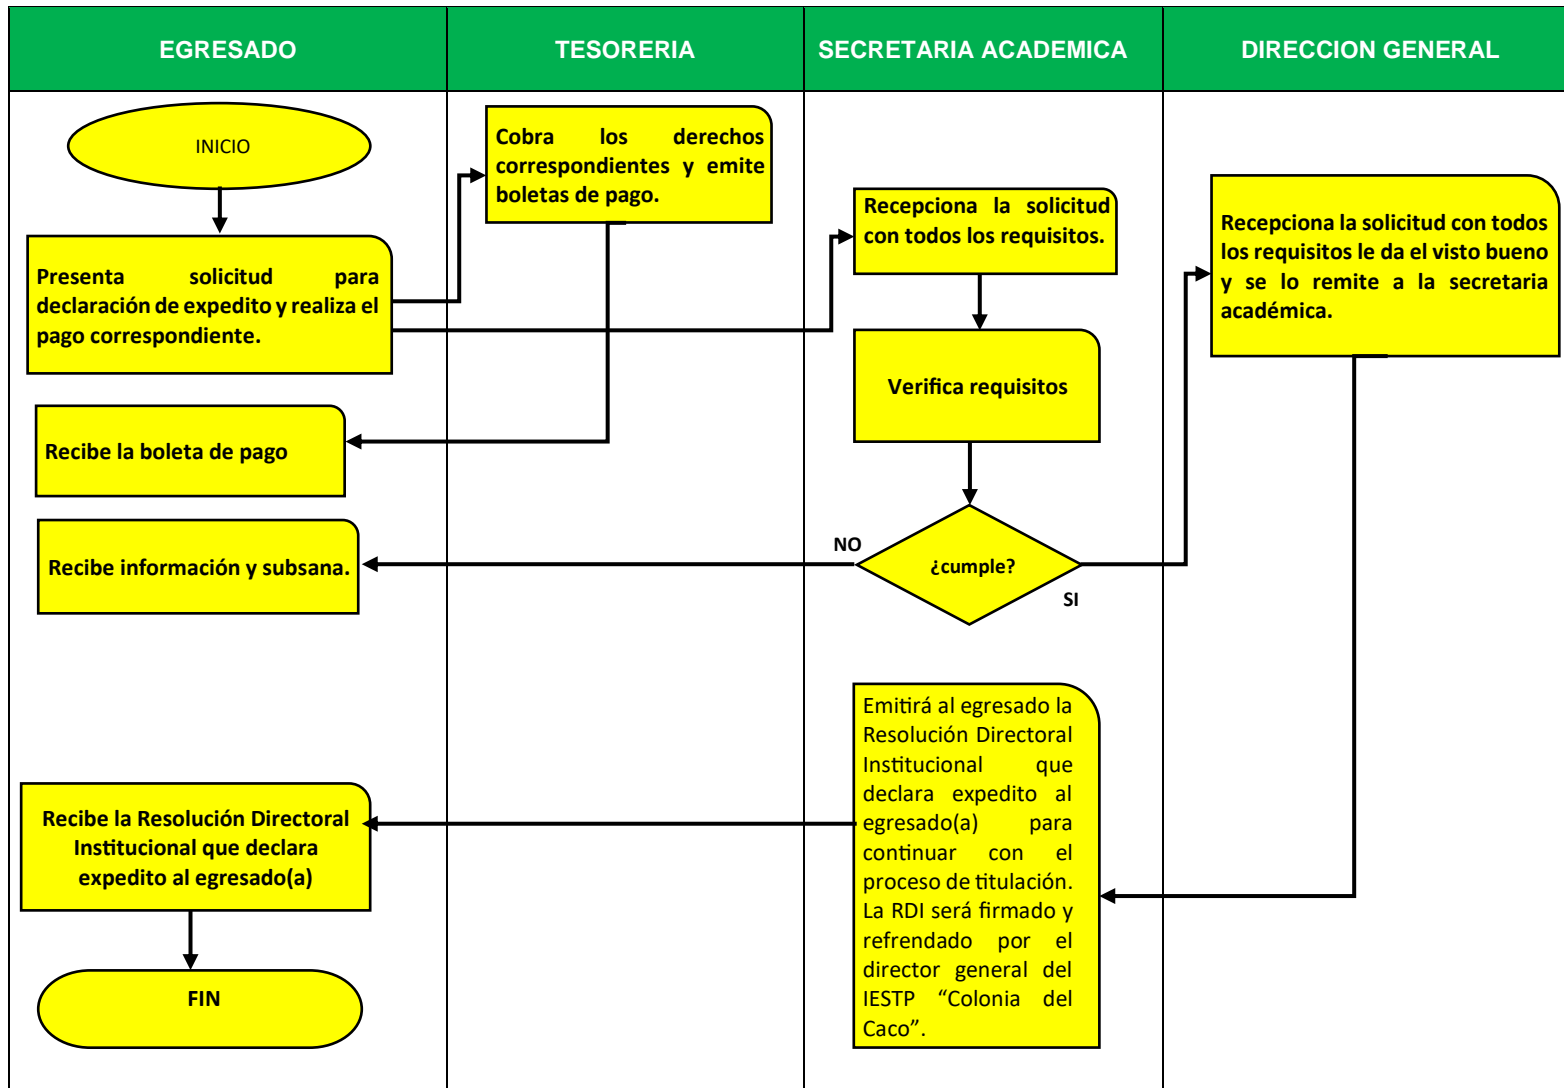 EGRESADO
TESORERIA
SECRETARIA ACADEMICA
DIRECCION GENERAL
INICIO
Presenta solicitud para
declaración de expedito y realiza el
pago correspondiente.
Cobra los derechos
correspondientes y emite
boletas de pago.
Recepciona la solicitud
con todos los requisitos.
Recepciona la solicitud con todos
los requisitos le da el visto bueno
y se lo remite a la secretaria
académica.
Verifica requisitos
Recibe la boleta de pago
Recibe información y subsana.
NO
¿cumple?
SI
Emitirá al egresado la
Resolución Directoral
Institucional que
declara expedito al
egresado(a) para
continuar con el
proceso de titulación.
La RDI será firmado y
refrendado por el
director general del
IESTP “Colonia del
Caco”.
Recibe la Resolución Directoral
Institucional que declara
expedito al egresado(a)
FIN